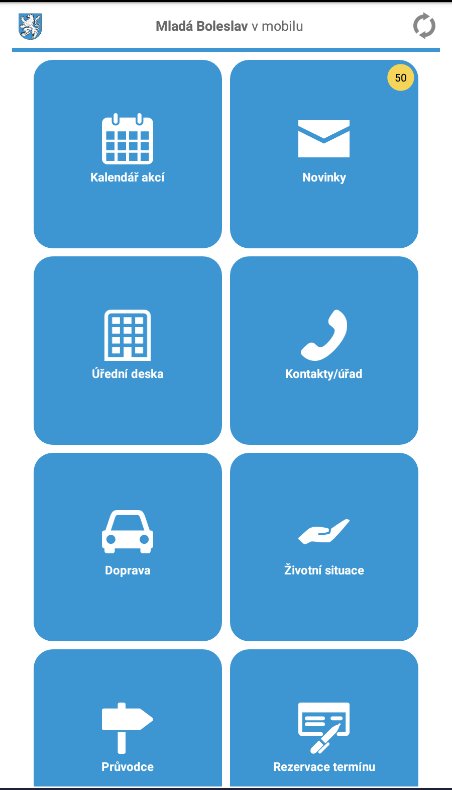 Mladá Boleslav v mobilu
50
Kalendář akcí
Novinky
Úřední deska
Kontakty/úřad
Doprava
Životní situace
Průvodce
Rezervace termínu